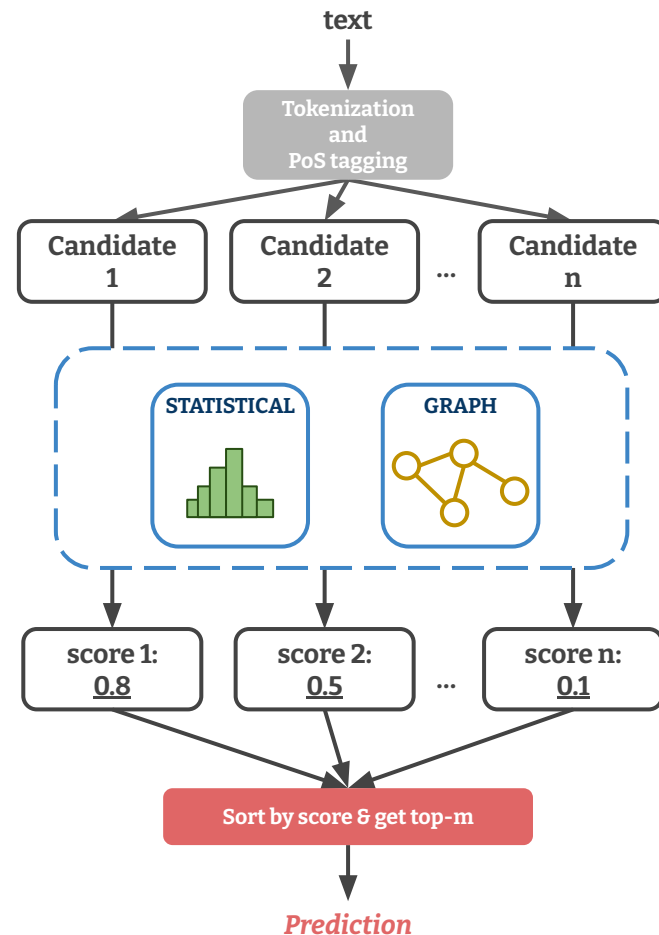 text
Tokenization
and
PoS tagging
Candidate
1
Candidate
2
...
Candidate
n
STATISTICAL
GRAPH
score 1:
0.8
score 2:
0.5
...
score n:
0.1
Sort by score & get top-m
Prediction